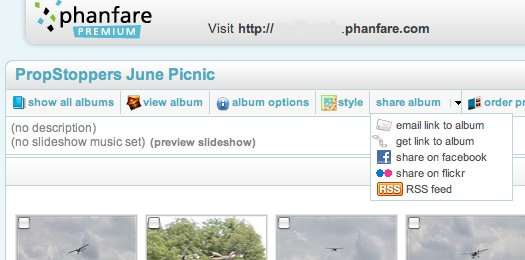 phanfare
PREMIUM
Visit http:// .phanfare.com
PropStoppers June Picnic
show all albums view album album options style share album order pr
(no description)
(no slideshow music set) (preview slideshow)
email link to album
get link to album
share on facebook
share on flickr
RSS RSS feed